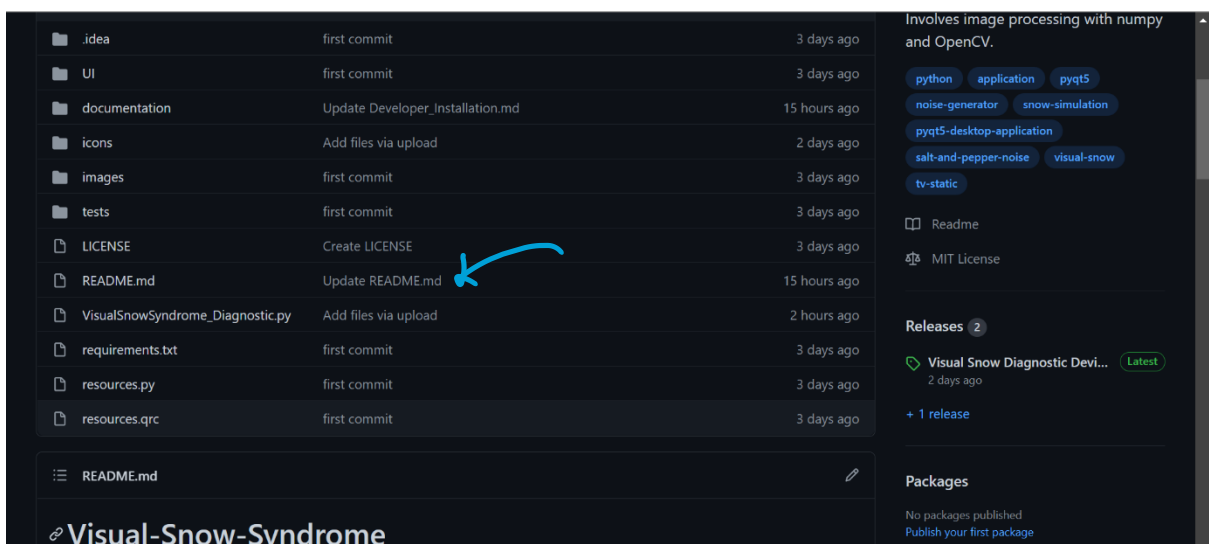 .idea first commit 3 days ago
UI first commit 3 days ago
documentation Update Developer_Installation.md 15 hours ago
icons Add files via upload 2 days ago
images first commit 3 days ago
tests first commit 3 days ago
LICENSE Create LICENSE 3 days ago
README.md Update README.md 15 hours ago
VisualSnowSyndrome_Diagnostic.py Add files via upload 2 hours ago
requirements.txt first commit 3 days ago
resources.py first commit 3 days ago
resources.qrc first commit 3 days ago
README.md
Visual-Snow-Syndrome
Involves image processing with numpy
and OpenCV.
python application pyqt5
noise-generator snow-simulation
pyqt5-desktop-application
salt-and-pepper-noise visual-snow
tv-static
Readme
MIT License
Releases 2
Visual Snow Diagnostic Devi... Latest
2 days ago
+ 1 release
Packages
No packages published
Publish your first package